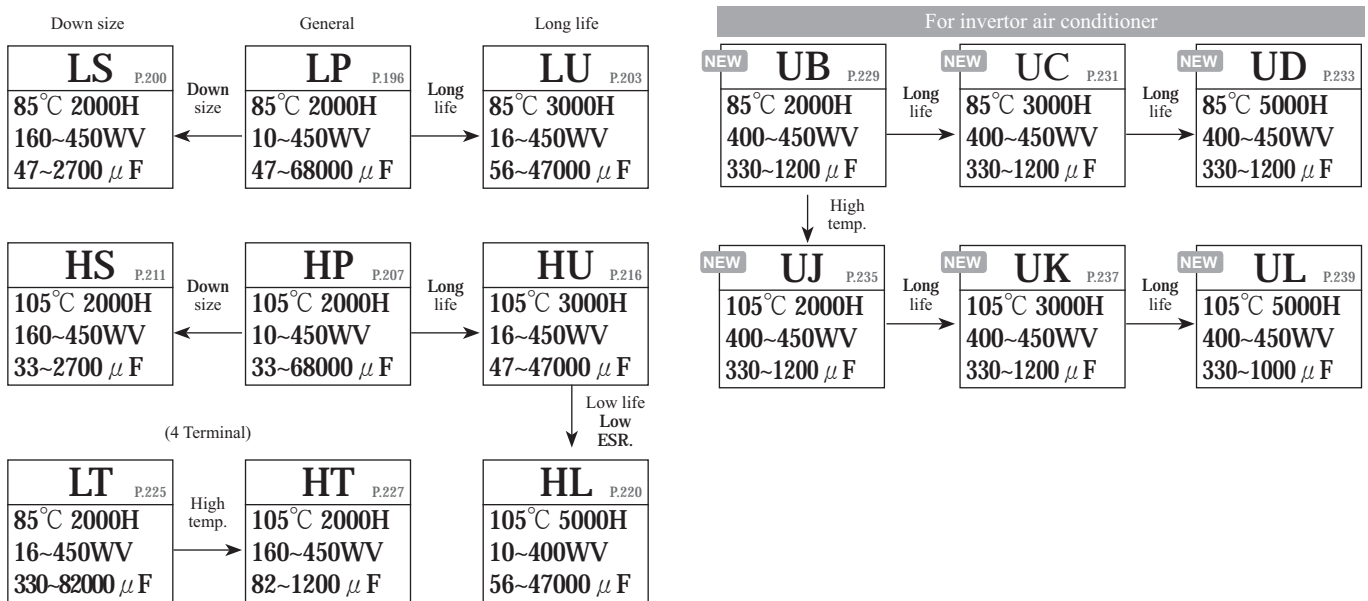 Down size
General
Long life
LS P.200
85℃ 2000H
160~450WV
47~2700 μF
Down
size
LP P.196
85℃ 2000H
10~450WV
47~68000 μF
Long
life
LU P.203
85℃ 3000H
16~450WV
56~47000 μF
HS P.211
105℃ 2000H
160~450WV
33~2700 μF
Down
size
HP P.207
105℃ 2000H
10~450WV
33~68000 μF
Long
life
HU P.216
105℃ 3000H
16~450WV
47~47000 μF
Low life
Low
ESR.
(4 Terminal)
LT P.225
85℃ 2000H
16~450WV
330~82000 μF
High
temp.
HT P.227
105℃ 2000H
160~450WV
82~1200 μF
HL P.220
105℃ 5000H
10~400WV
56~47000 μF
For invertor air conditioner
NEW
UB P.229
85℃ 2000H
400~450WV
330~1200 μF
Long
life
NEW
UC P.231
85℃ 3000H
400~450WV
330~1200 μF
Long
life
NEW
UD P.233
85℃ 5000H
400~450WV
330~1200 μF
High
temp.
NEW
UJ P.235
105℃ 2000H
400~450WV
330~1200 μF
Long
life
NEW
UK P.237
105℃ 3000H
400~450WV
330~1200 μF
Long
life
NEW
UL P.239
105℃ 5000H
400~450WV
330~1000 μF